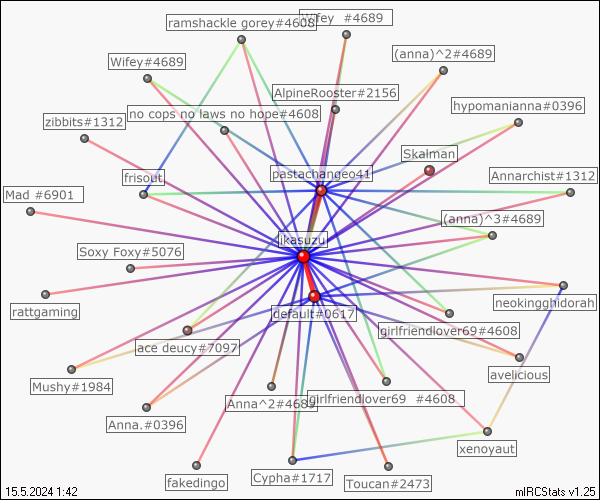 ramshackle gorey#4608
Wifey #4689
(anna)^2#4689
Wifey#4689
AlpineRooster#2156
hypomanianna#0396
no cops no laws no hope#4608
zibbits#1312
Skalman
pastachangeo41
Annarchist#1312
frisout
Mad #6901
(anna)^3#4689
ikasuzu
Soxy Foxy#5076
neokingghidorah
rattgaming
default#0617
girlfriendlover69#4608
ace deucy#7097
avelicious
Mushy#1984
Anna^2#4689
girlfriendlover69 #4608
Anna.#0396
xenoyaut
fakedingo
Cypha#1717
Toucan#2473
15.5.2024 1:42
mIRCStats v1.25